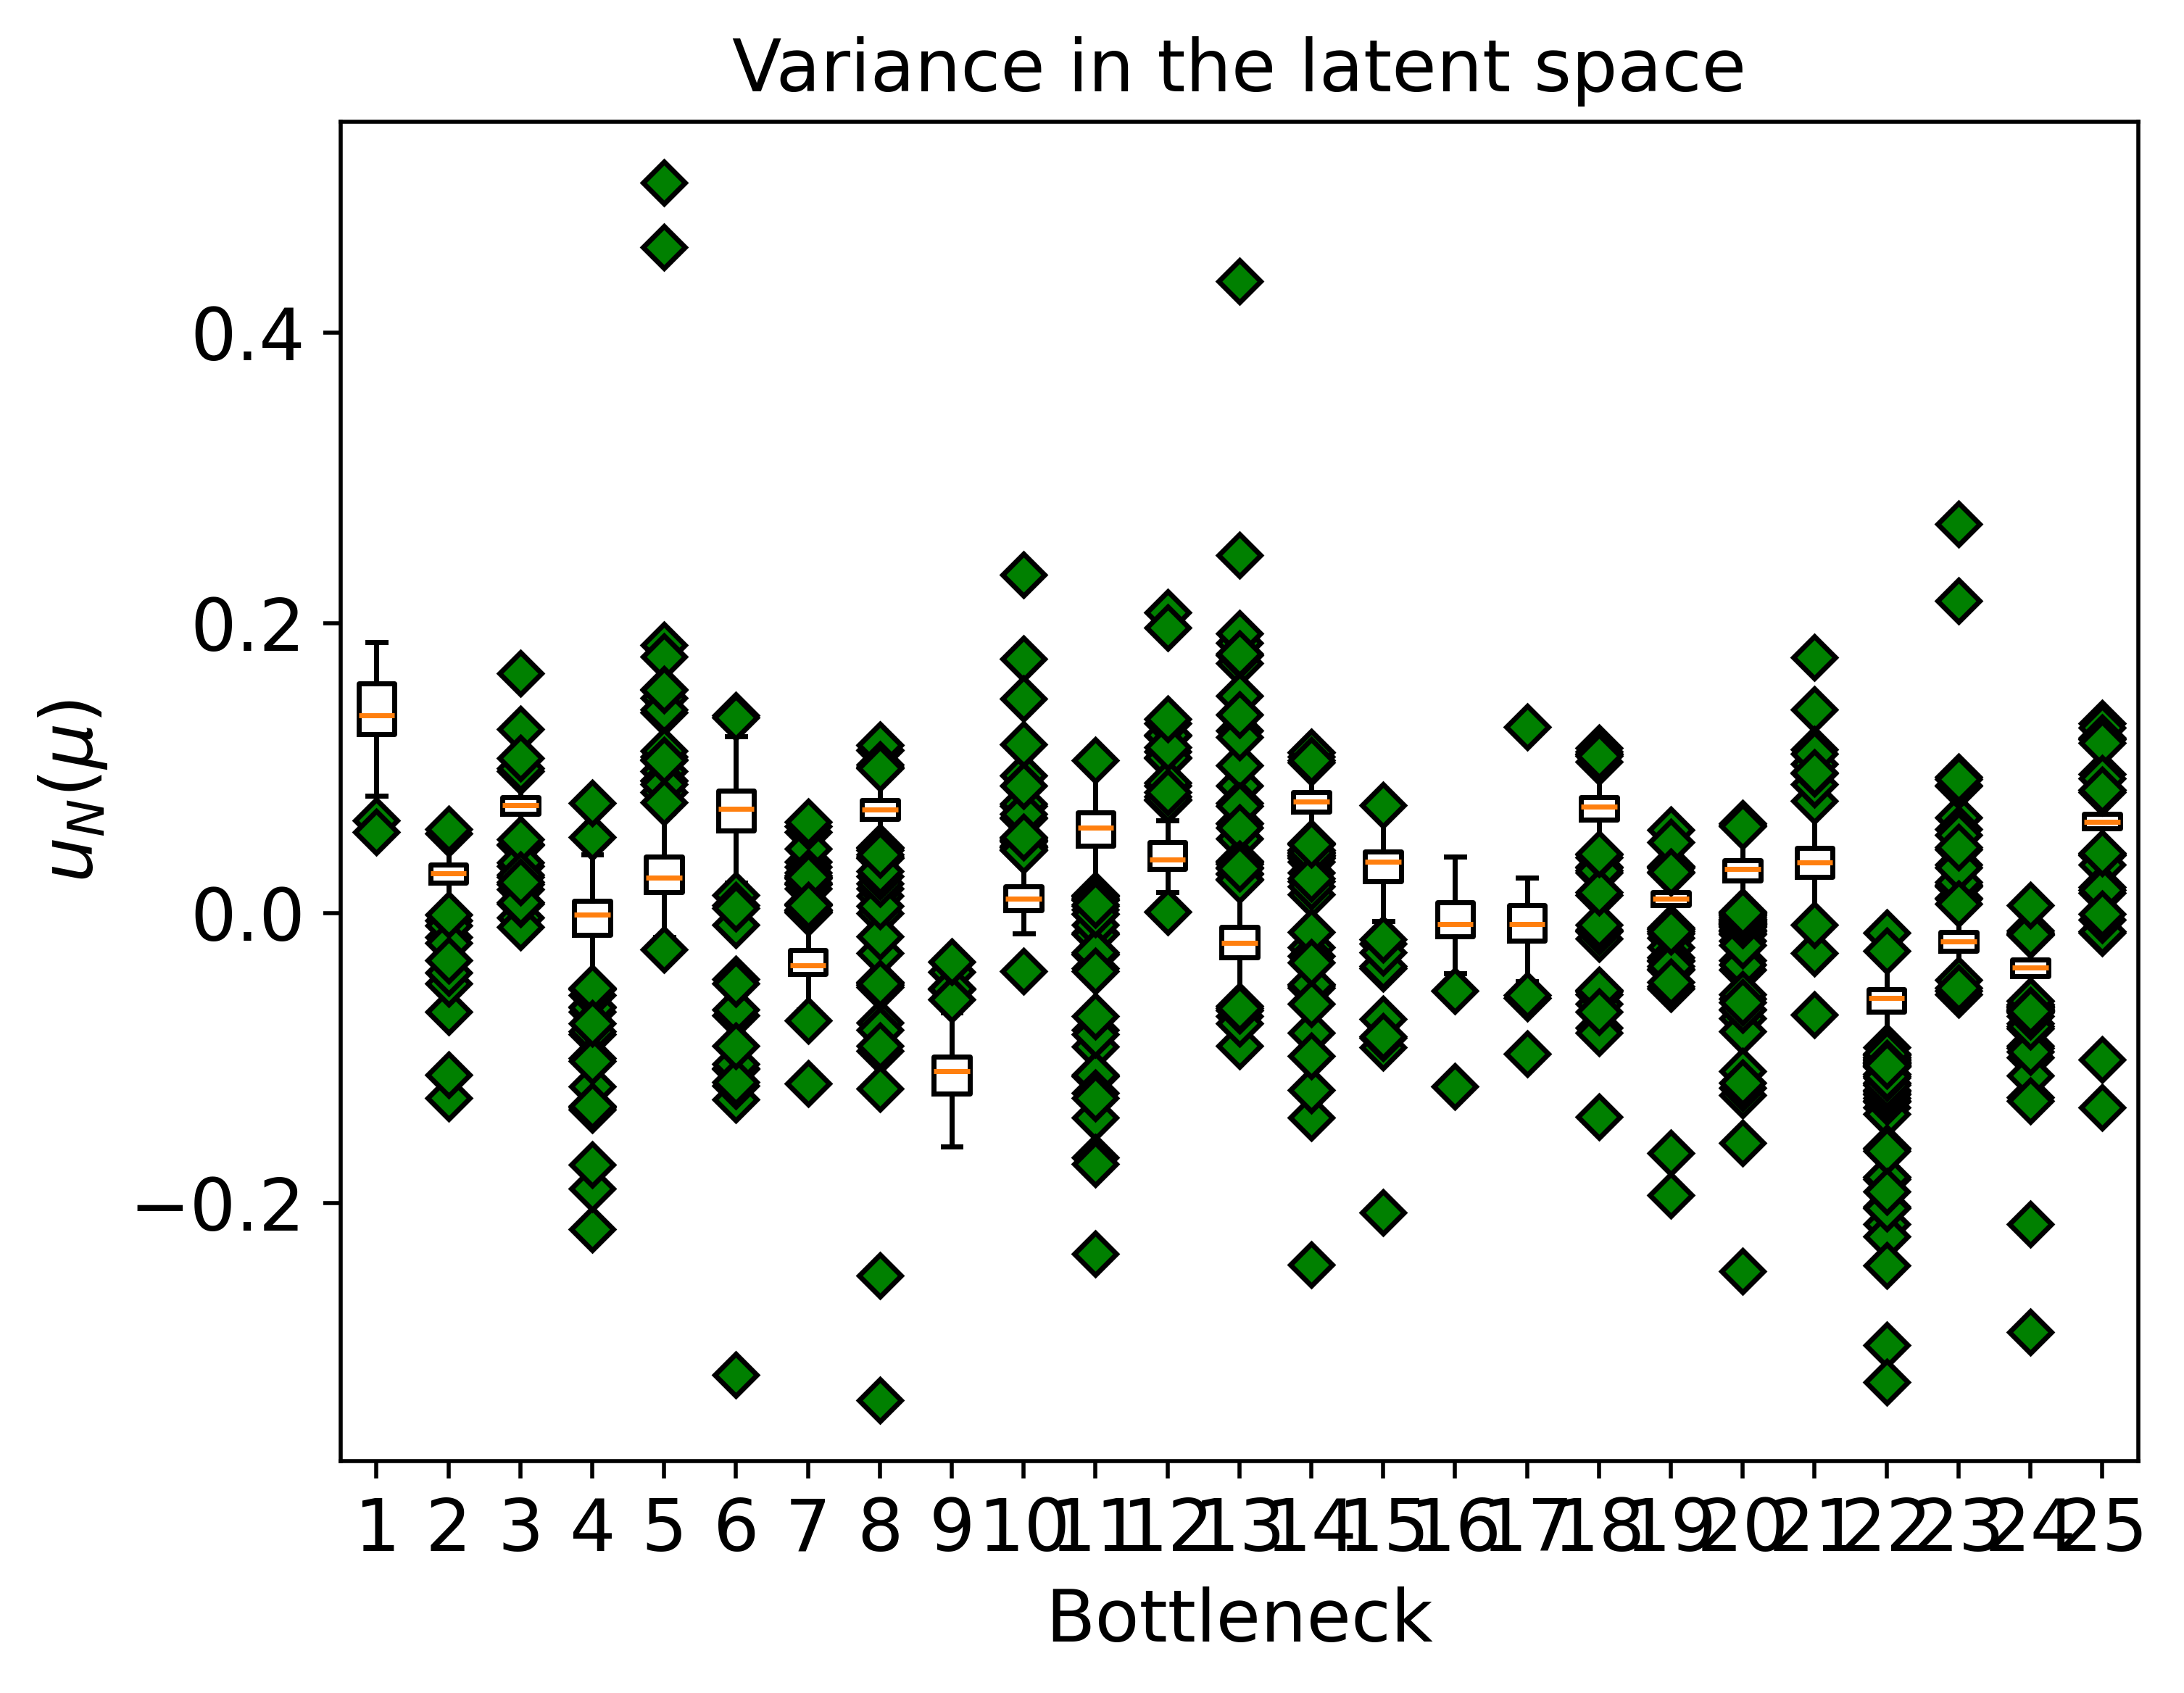 Variance in the latent space
0.4
0.2
0.0
−0.2
u_N(μ)
1 2 3 4 5 6 7 8 9 10 11 12 13 14 15 16 17 18 19 20 21 22 23 24 25
Bottleneck